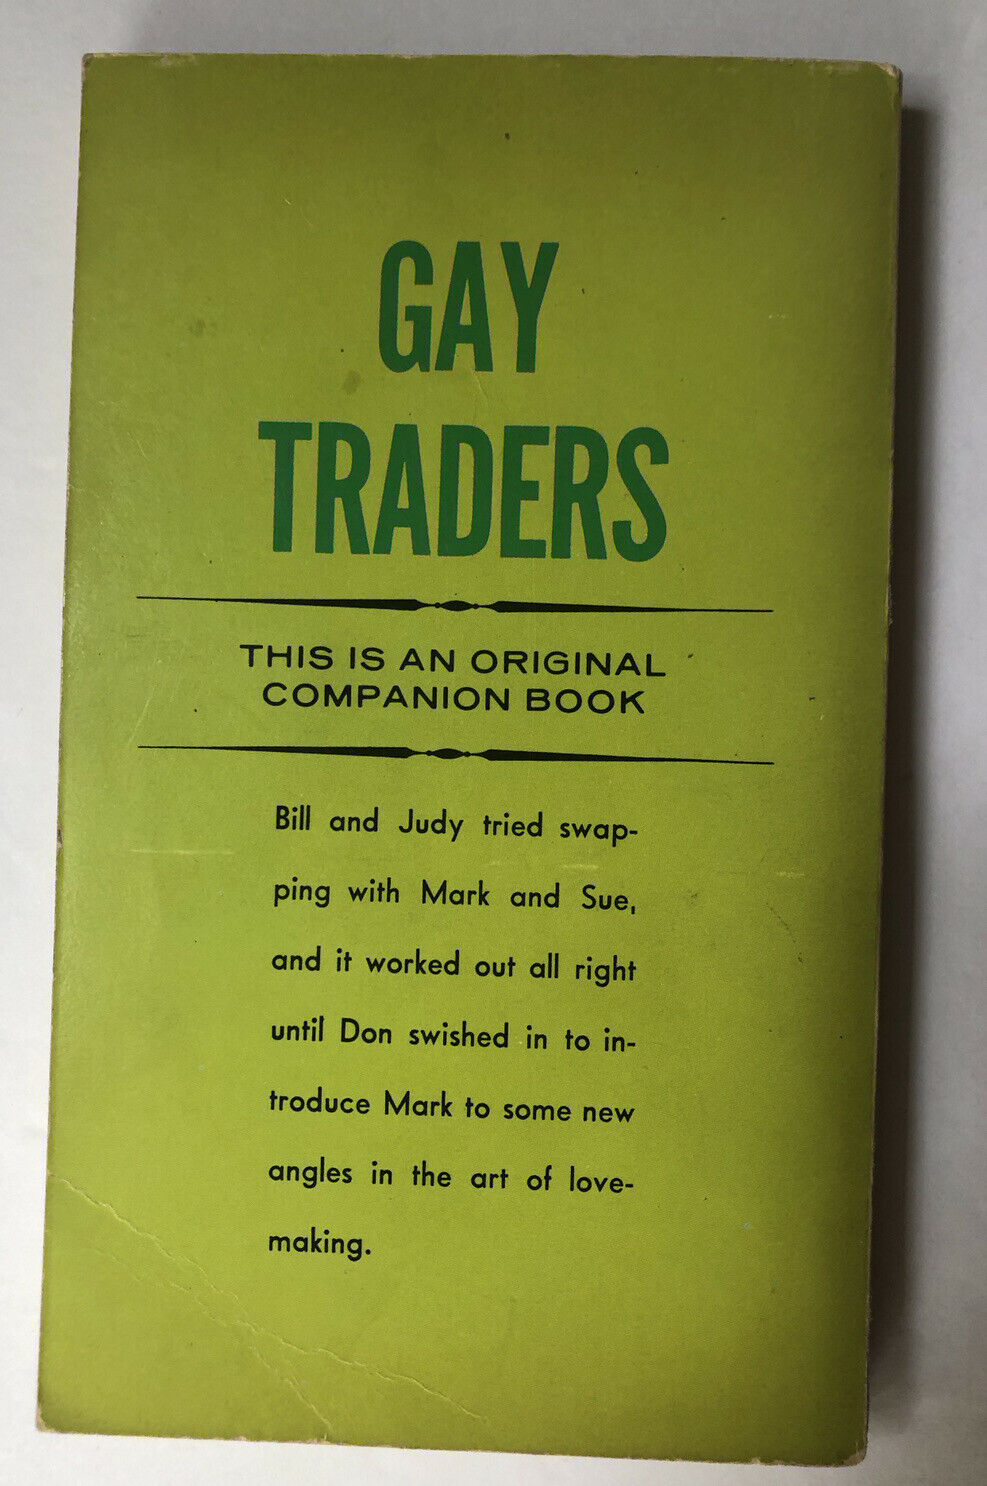 GAY
TRADERS
THIS IS AN ORIGINAL
COMPANION BOOK
Bill and Judy tried swap-
ping with Mark and Sue,
and it worked out all right
until Don swished in to in-
troduce Mark to some new
angles in the art of love-
making.